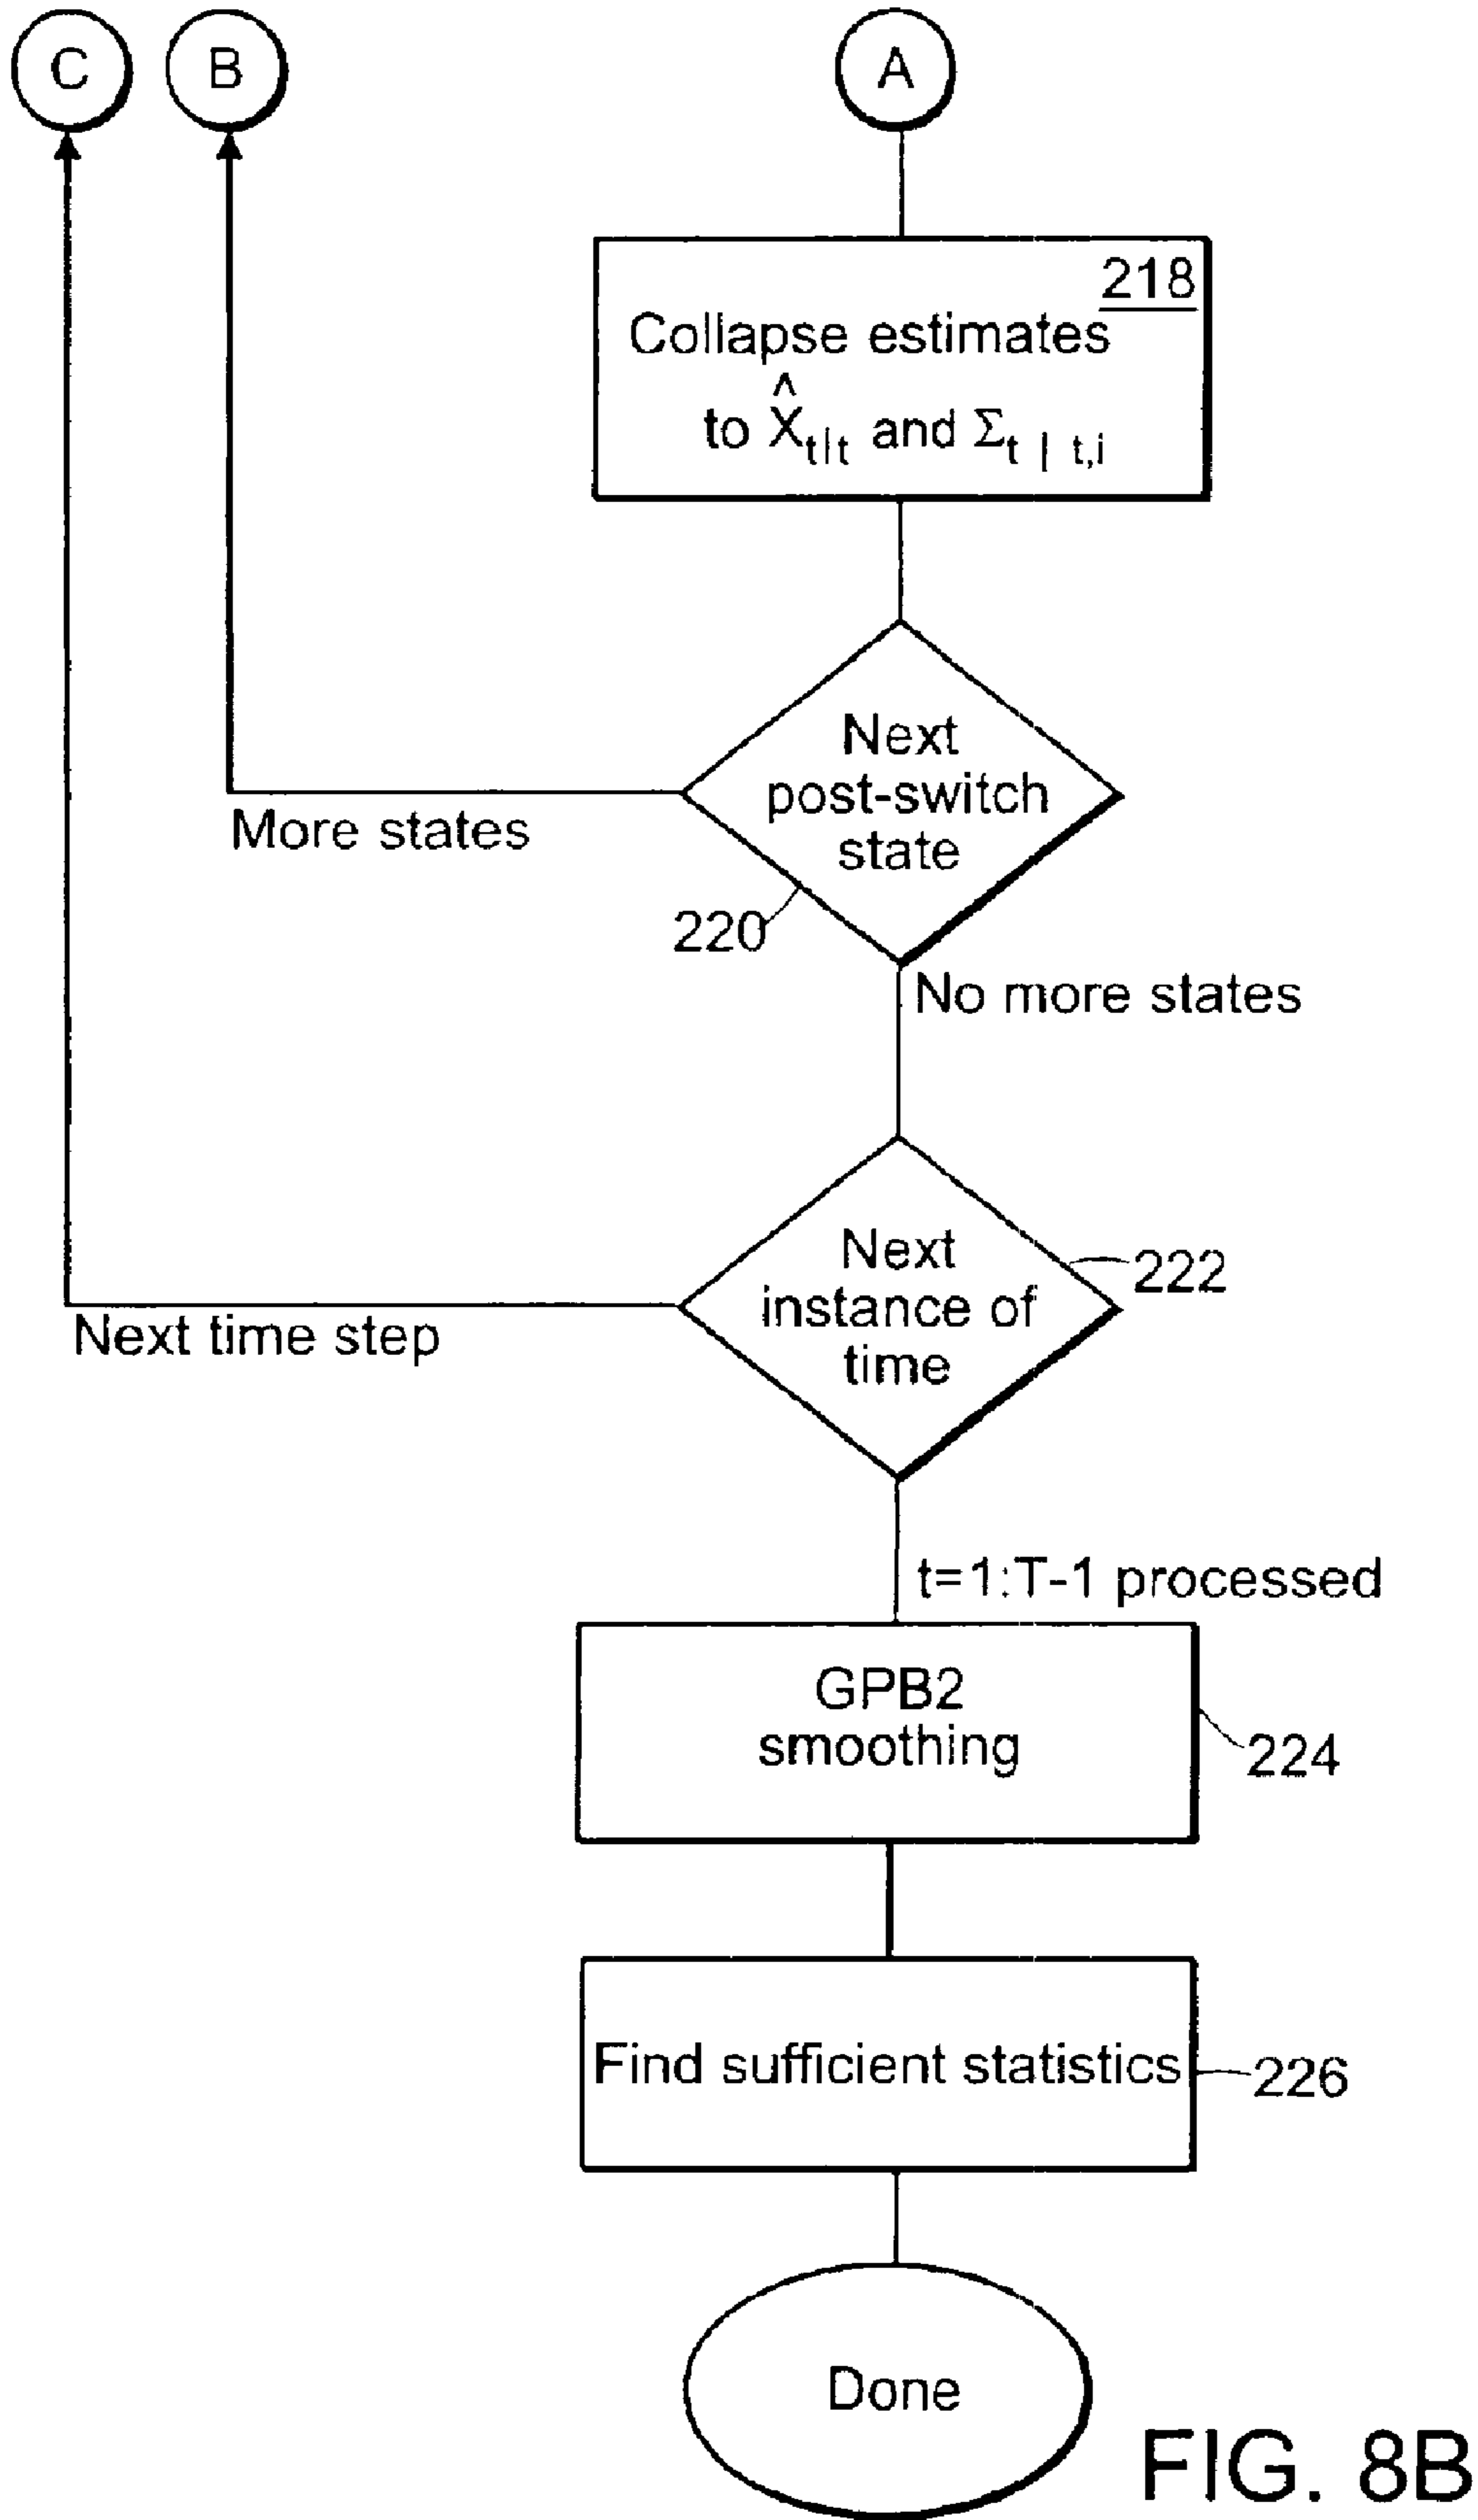 C
B
A
218
Collapse estimates
to X̂t|t and Σt | t,i
Next
post-switch
state
More states
220
No more states
Next
instance of
time
222
Next time step
t=1:T-1 processed
GPB2
smoothing
224
Find sufficient statistics
226
Done
FIG. 8B